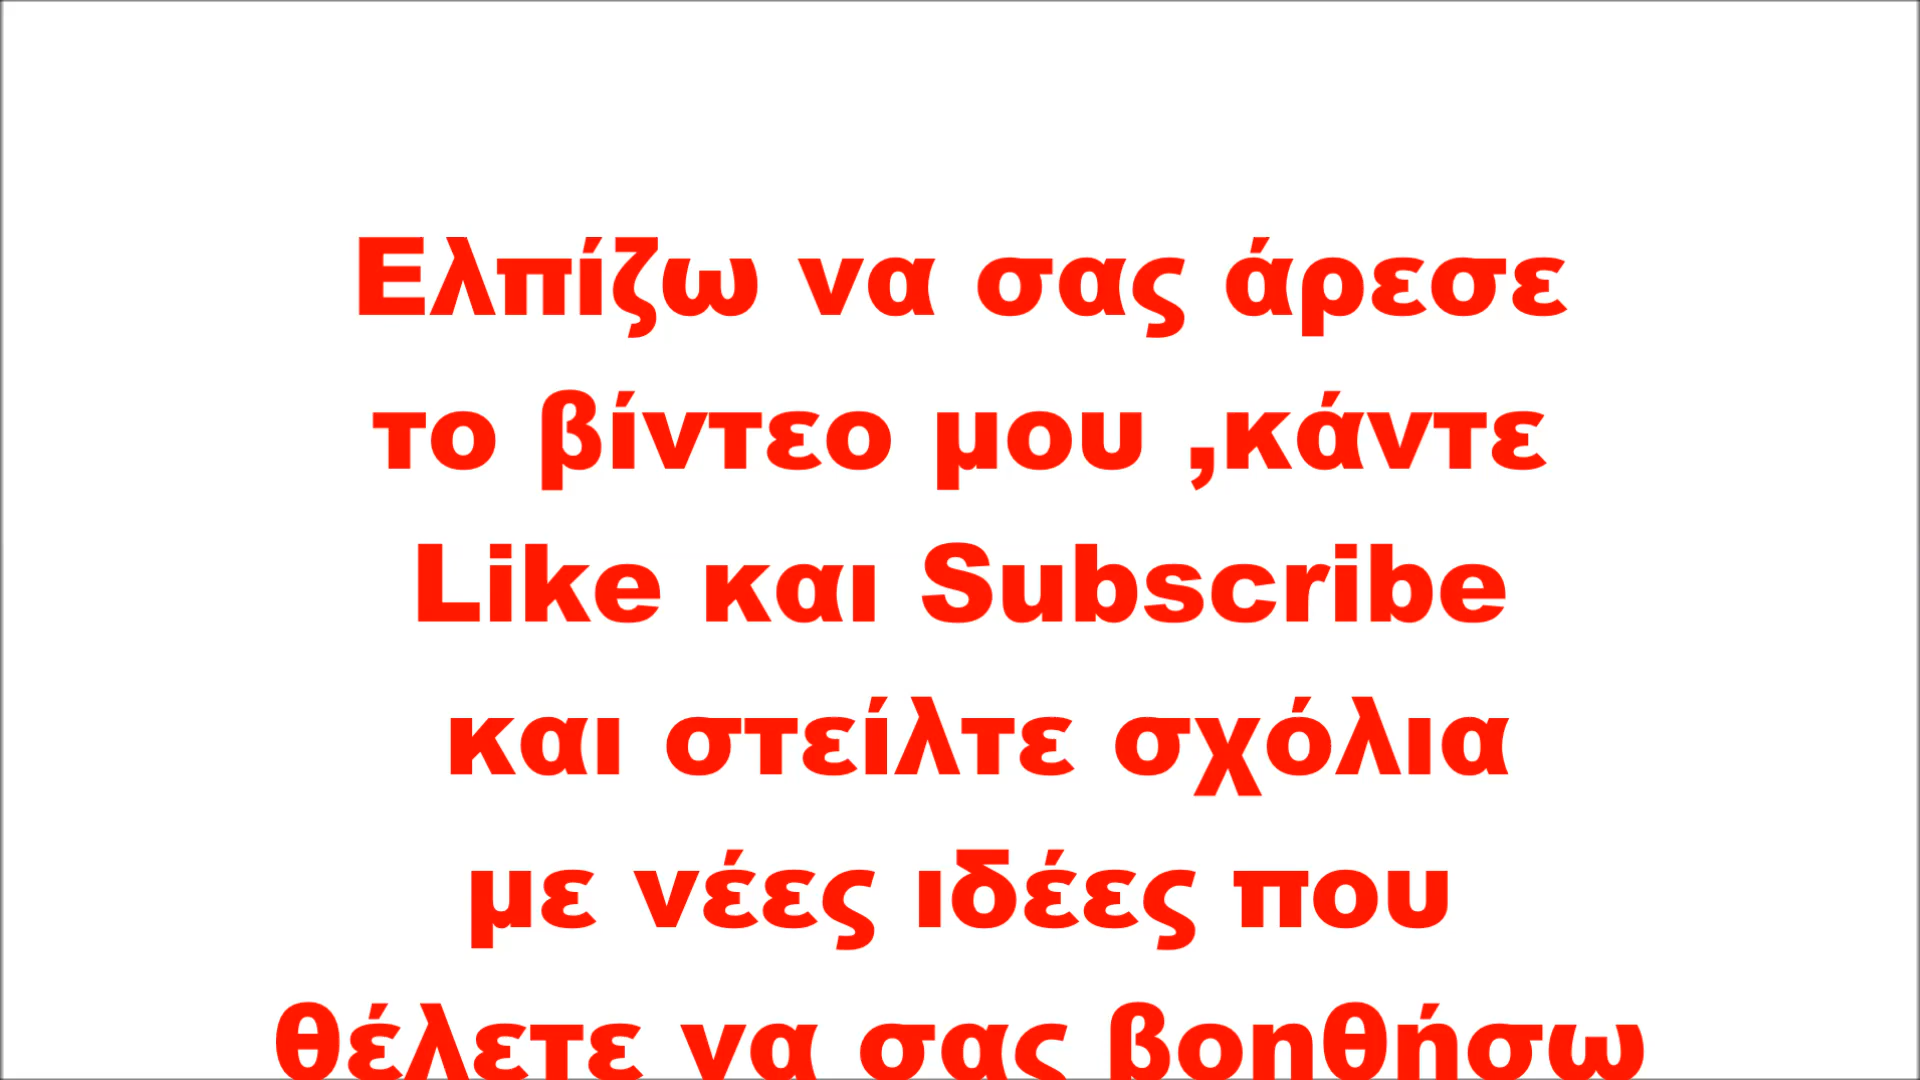 Ελπίζω να σας άρεσε
το βίντεο μου ,κάντε
Like και Subscribe
και στείλτε σχόλια
με νέες ιδέες που
θέλετε να σας βοηθήσω